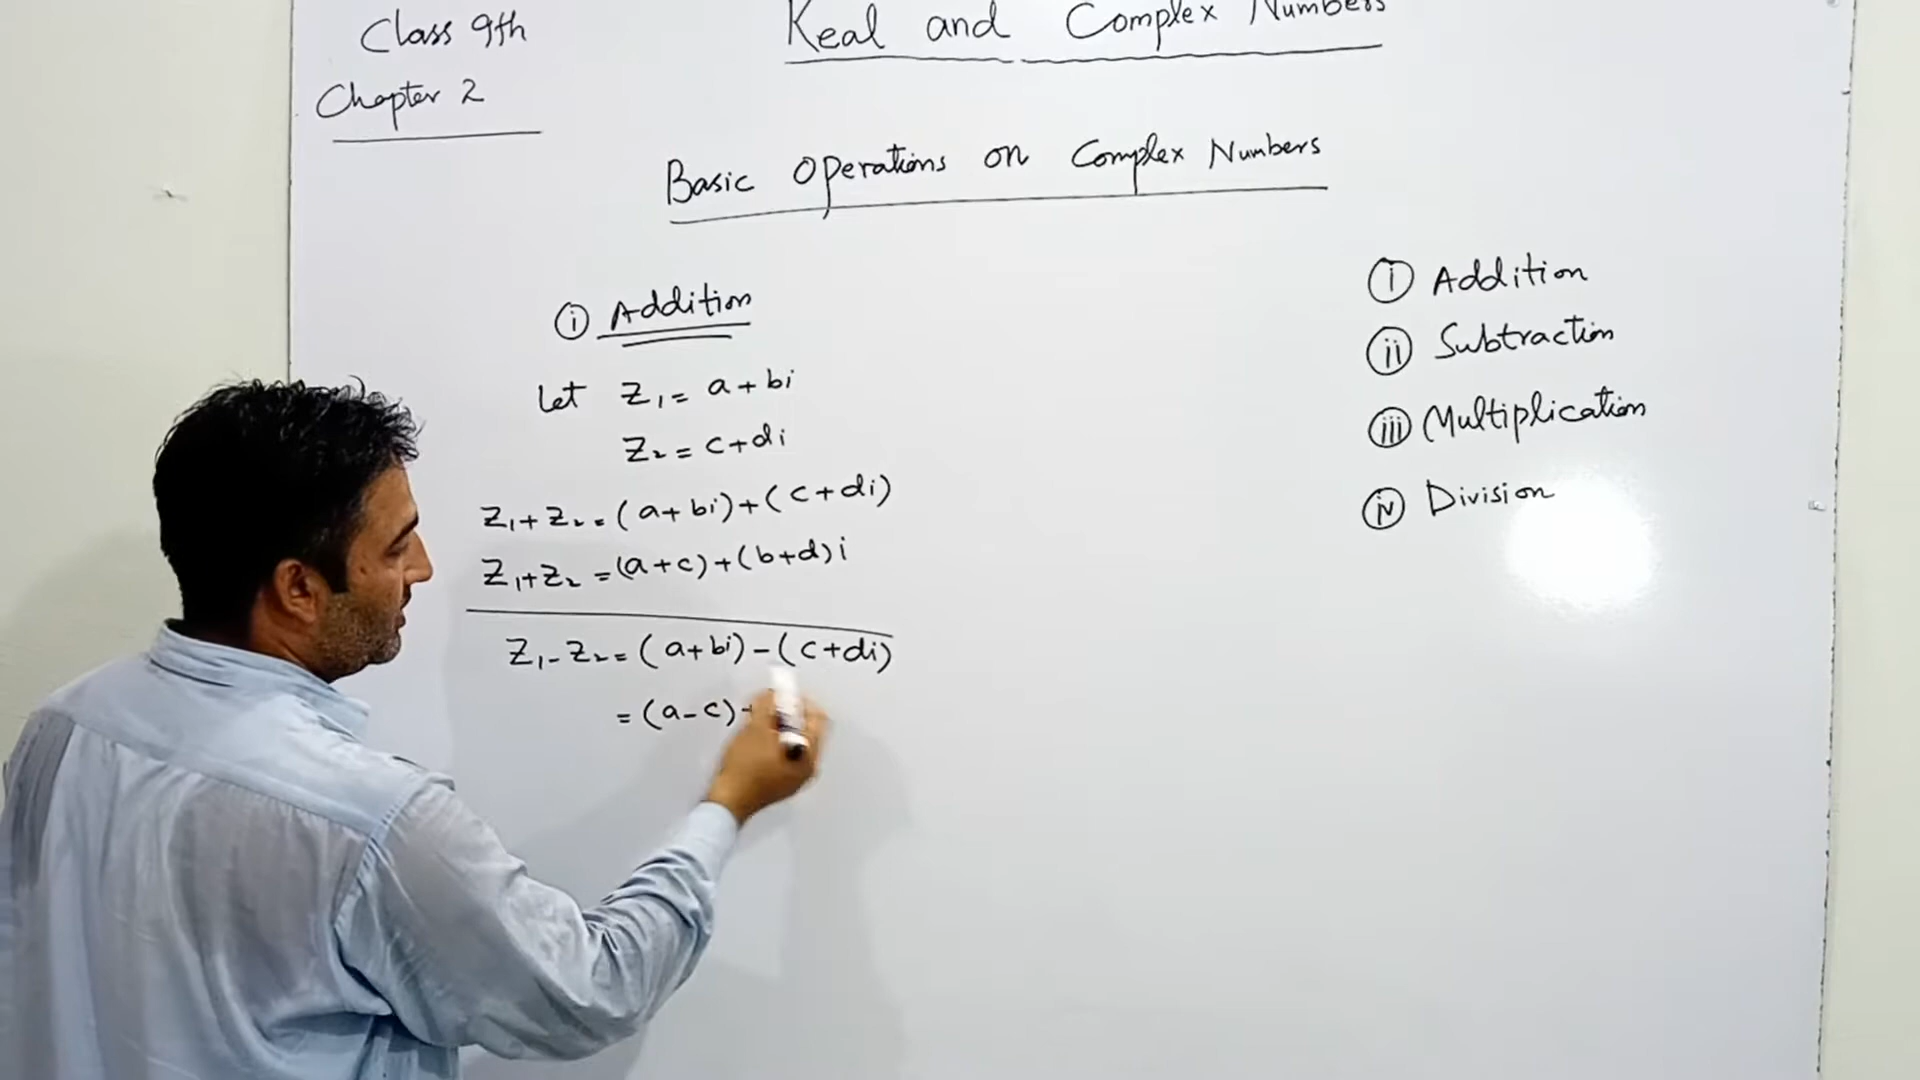 Class 9th
Chapter 2
Real and Complex Numbers
Basic Operations on Complex Numbers
(i) Addition
Let Z₁ = a + bi
Z₂ = c + di
Z₁ + Z₂ = (a + bi) + (c + di)
Z₁ + Z₂ = (a + c) + (b + d) i
Z₁ - Z₂ = (a + bi) - (c + di)
= (a - c) +
(i) Addition
(ii) Subtraction
(iii) Multiplication
(iv) Division